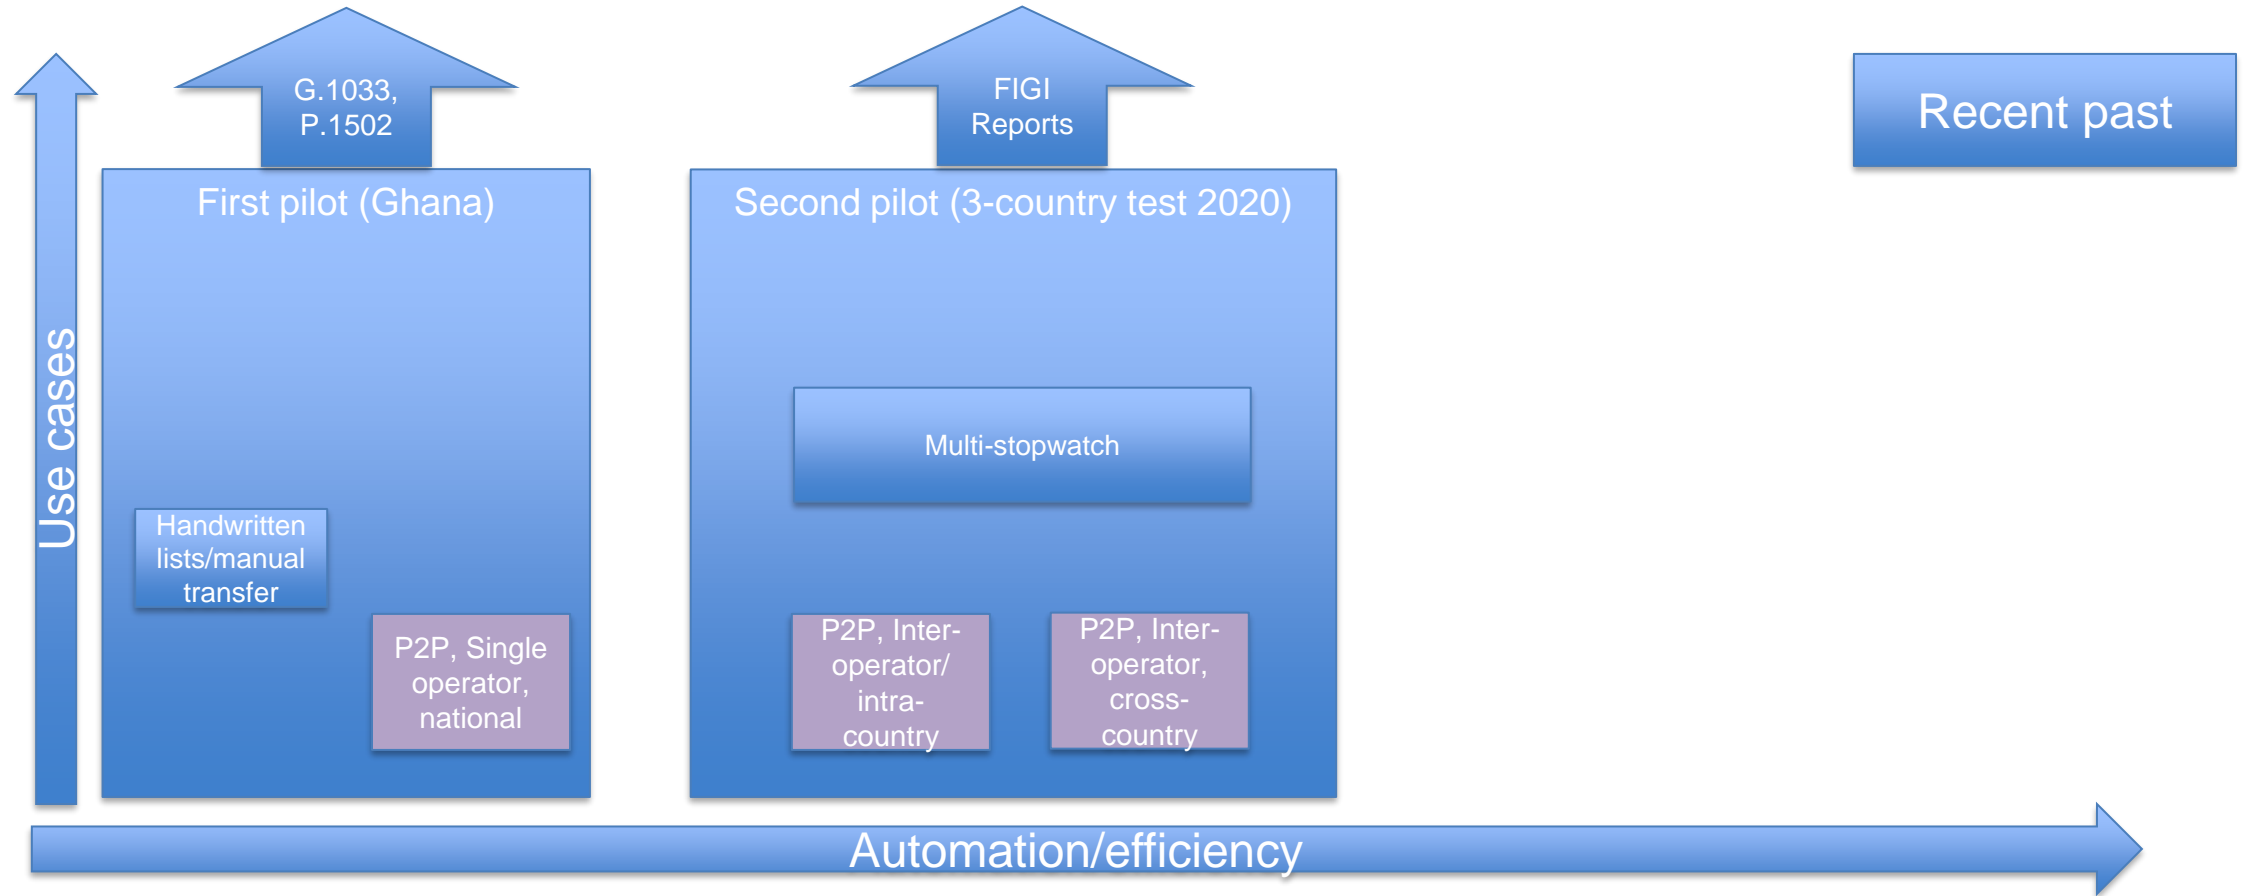 G.1033,
P.1502
FIGI
Reports
Recent past
First pilot (Ghana)
Second pilot (3-country test 2020)
Use cases
Multi-stopwatch
Handwritten
lists/manual
transfer
P2P, Single
operator,
national
P2P, Inter-
operator/
intra-
country
P2P, Inter-
operator,
cross-
country
Automation/efficiency